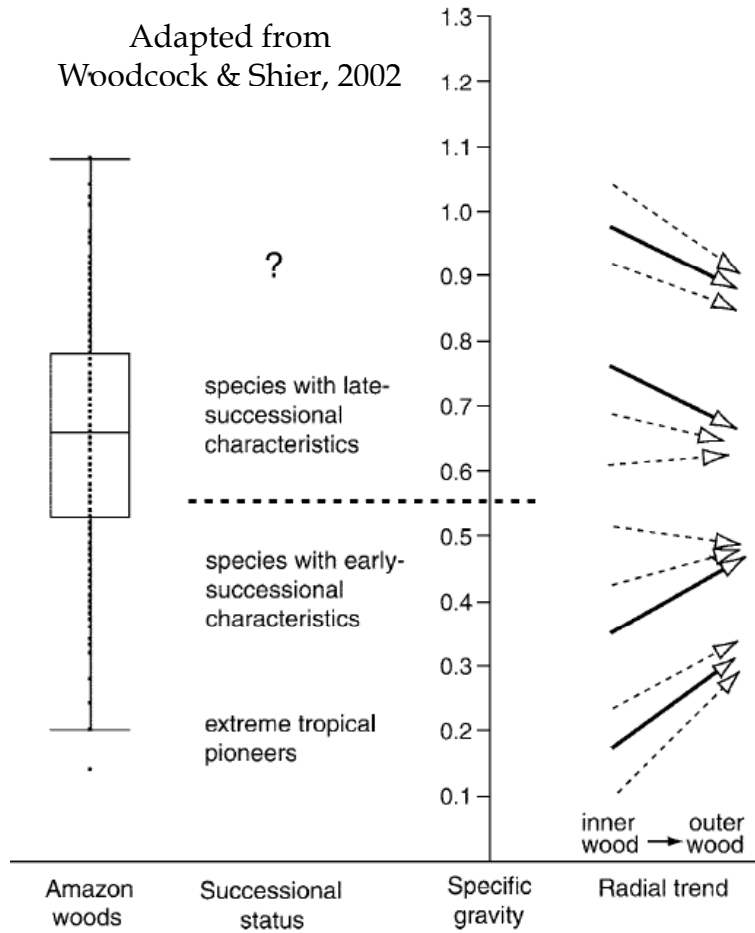 Adapted from
Woodcock & Shier, 2002
1.3
1.2
1.1
1.0
0.9
0.8
0.7
0.6
0.5
0.4
0.3
0.2
0.1
?
species with late-
successional
characteristics
species with early-
successional
characteristics
extreme tropical
pioneers
inner outer
wood wood
Amazon
woods
Successional
status
Specific
gravity
Radial trend